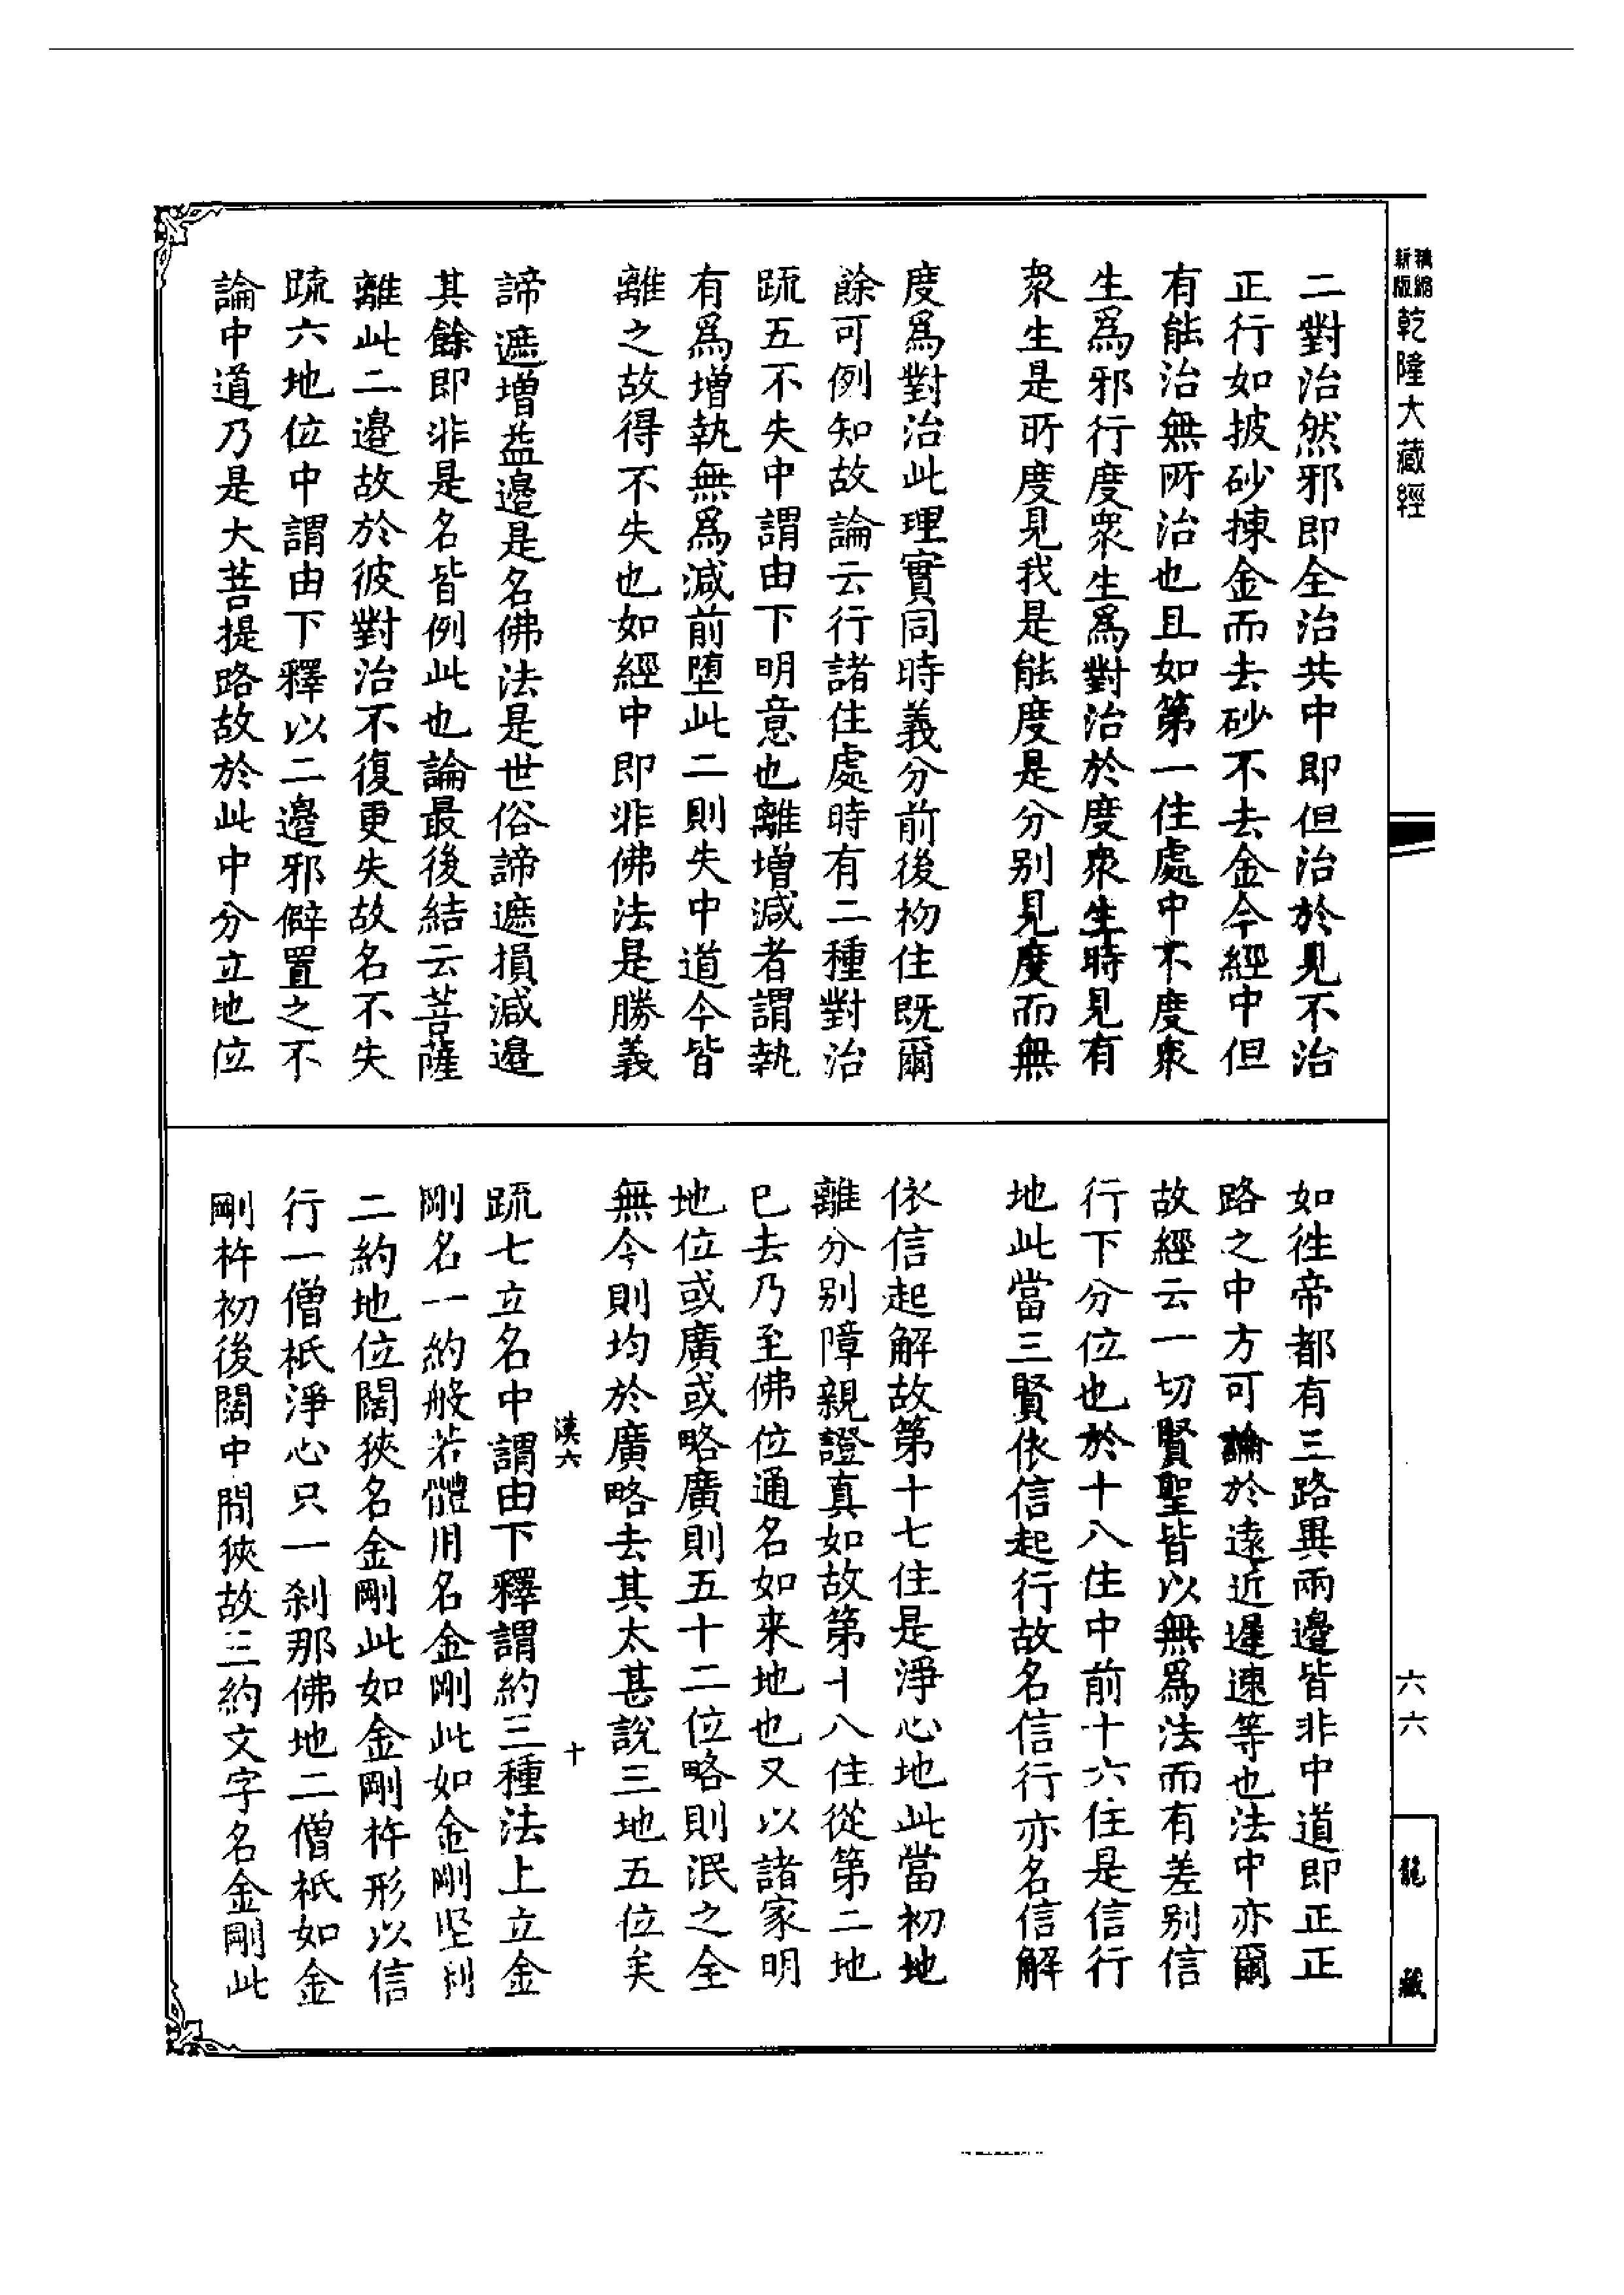 精縮
新版
乾隆大藏經
二對治然邪即全治共中即但治於見不治
正行如披砂揀金而去砂不去金今經中但
有能治無所治也且如第一住處中不度衆
生爲邪行度衆生爲對治於度衆生時見有
衆生是所度見我是能度是分别見度而無
度爲對治此理實同時義分前後初住既爾
餘可例知故論云行諸住處時有二種對治
疏五不失中謂由下明意也離增減者謂執
有爲增執無爲減前墮此二則失中道今皆
離之故得不失也如經中即非佛法是勝義
諦遮增益邉是名佛法是世俗諦遮損減邉
其餘即非是名皆例此也論最後結云菩薩
離此二邉故於彼對治不復更失故名不失
疏六地位中謂由下釋以二邉邪僻置之不
論中道乃是大菩提路故於此中分立地位
如徃帝都有三路異兩邉皆非中道即正正
路之中方可論於遠近遲速等也法中亦爾
故經云一切賢聖皆以無爲法而有差别信
行下分位也於十八住中前十六住是信行
地此當三賢依信起行故名信行亦名信解
依信起解故第十七住是淨心地此當初地
離分别障親證真如故第十八住從第二地
已去乃至佛位通名如来地也又以諸家明
地位或廣或略廣則五十二位略則泯之全
無今則均於廣略去其太甚說三地五位矣
漢六
十
疏七立名中謂由下釋謂約三種法上立金
剛名一約般若體用名金剛此如金剛堅利
二約地位闊狹名金剛此如金剛杵形以信
行一僧祇淨心只一刹那佛地二僧祇如金
剛杵初後闊中間狹故三約文字名金剛此
六六
龍藏